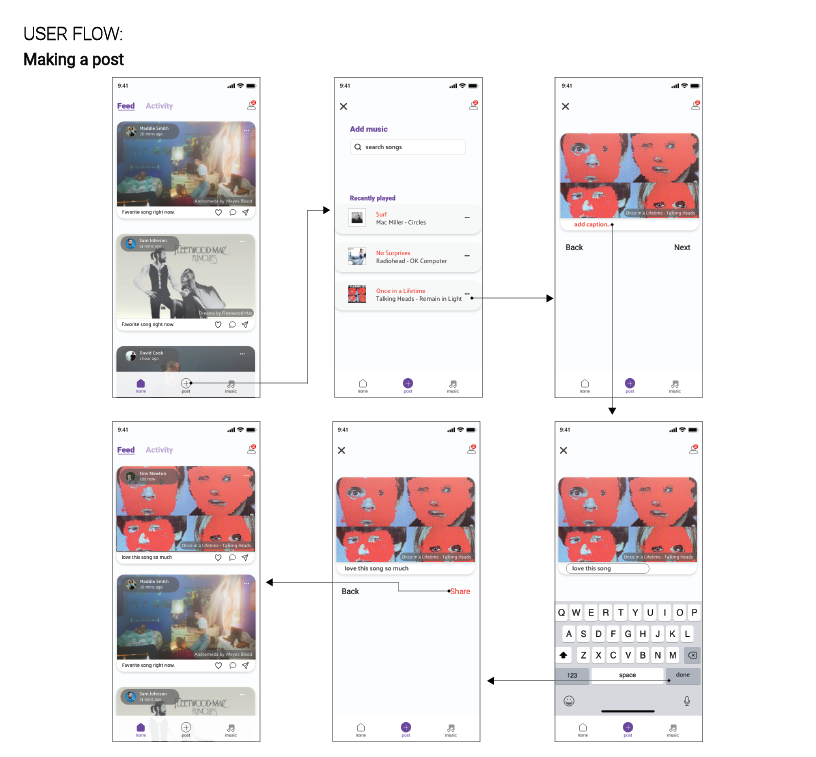 USER FLOW:
Making a post
9:41
Feed Activity
Maddie Smith
20 mins ago
Andromeda by Weyes Blood
Favorite song right now.
Sam Johnson
FLEETWOOD MAC
RUMOURS
Dreams by Fleetwood Mac
Favorite song right now.
David Cook
1 hour ago
home post music
9:41
Add music
search songs
Recently played
Surf
Mac Miller - Circles
No Surprises
Radiohead - OK Computer
Once in a Lifetime
Talking Heads - Remain in Light
home post music
9:41
Once in a Lifetime - Talking Heads
add caption..
Back Next
home post music
9:41
Feed Activity
just now
Once in a Lifetime - Talking Heads
love this song so much
Maddie Smith
20 mins ago
Andromeda by Weyes Blood
Favorite song right now.
Sam Johnson
FLEETWOOD MAC
RUMOURS
home post music
9:41
Once in a Lifetime - Talking Heads
love this song so much
Back Share
home post music
9:41
Once in a Lifetime - Talking Heads
love this song
Q W E R T Y U I O P
A S D F G H J K L
Z X C V B N M
123 space done
home post music